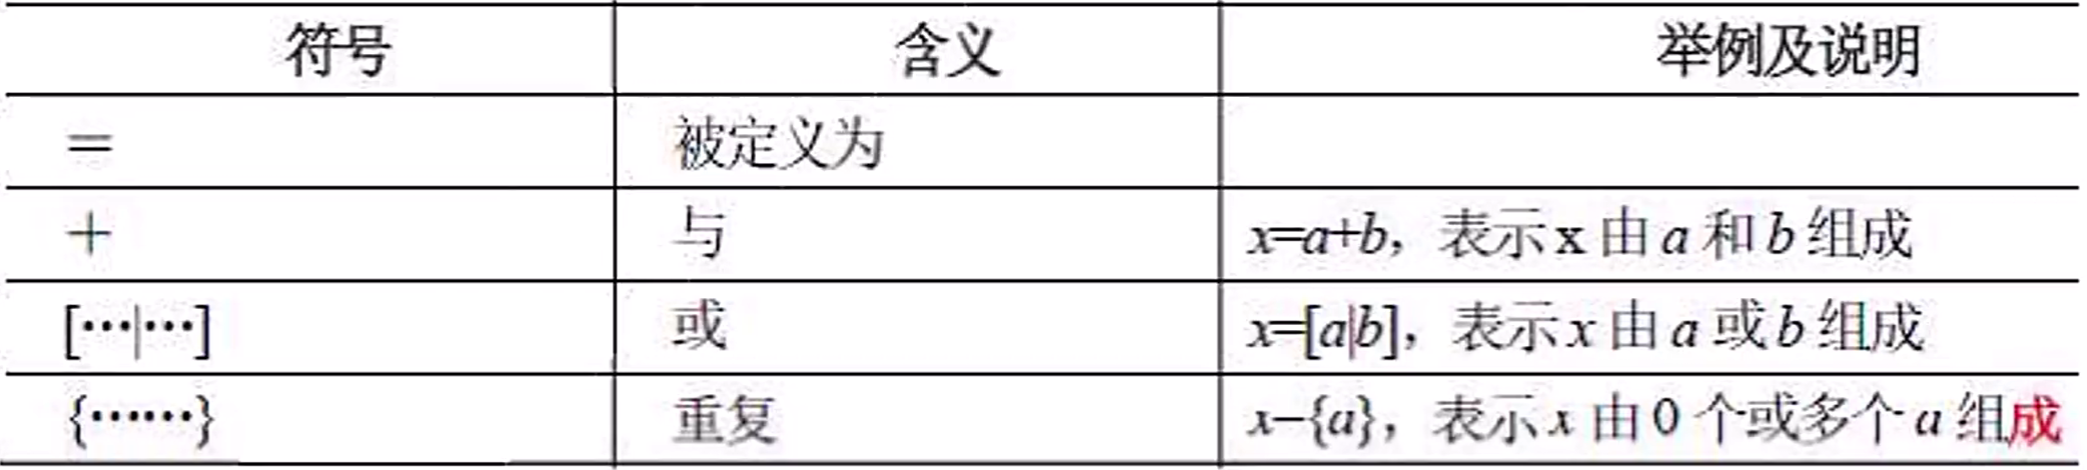 符号 含义 举例及说明
= 被定义为
+ 与 x=a+b，表示 x 由 a 和 b 组成
[…|…] 或 x=[a|b]，表示 x 由 a 或 b 组成
{……} 重复 x−{a}，表示 x 由 0 个或多个 a 组成